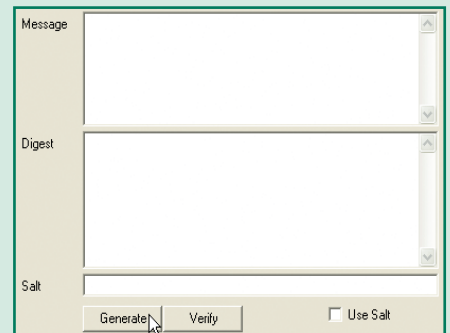 Message
Digest
Salt
Generate Verify Use Salt